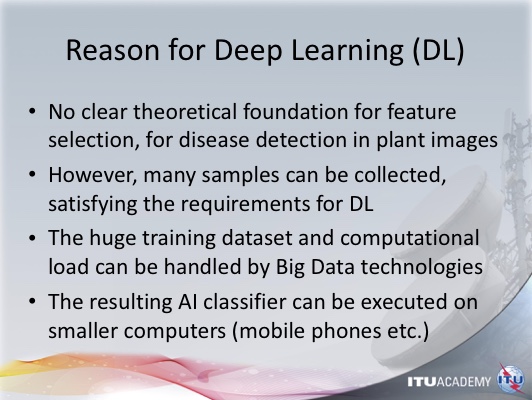 Reason for Deep Learning (DL)
• No clear theoretical foundation for feature
selection, for disease detection in plant images
• However, many samples can be collected,
satisfying the requirements for DL
• The huge training dataset and computational
load can be handled by Big Data technologies
• The resulting AI classifier can be executed on
smaller computers (mobile phones etc.)
ITUACADEMY ITU